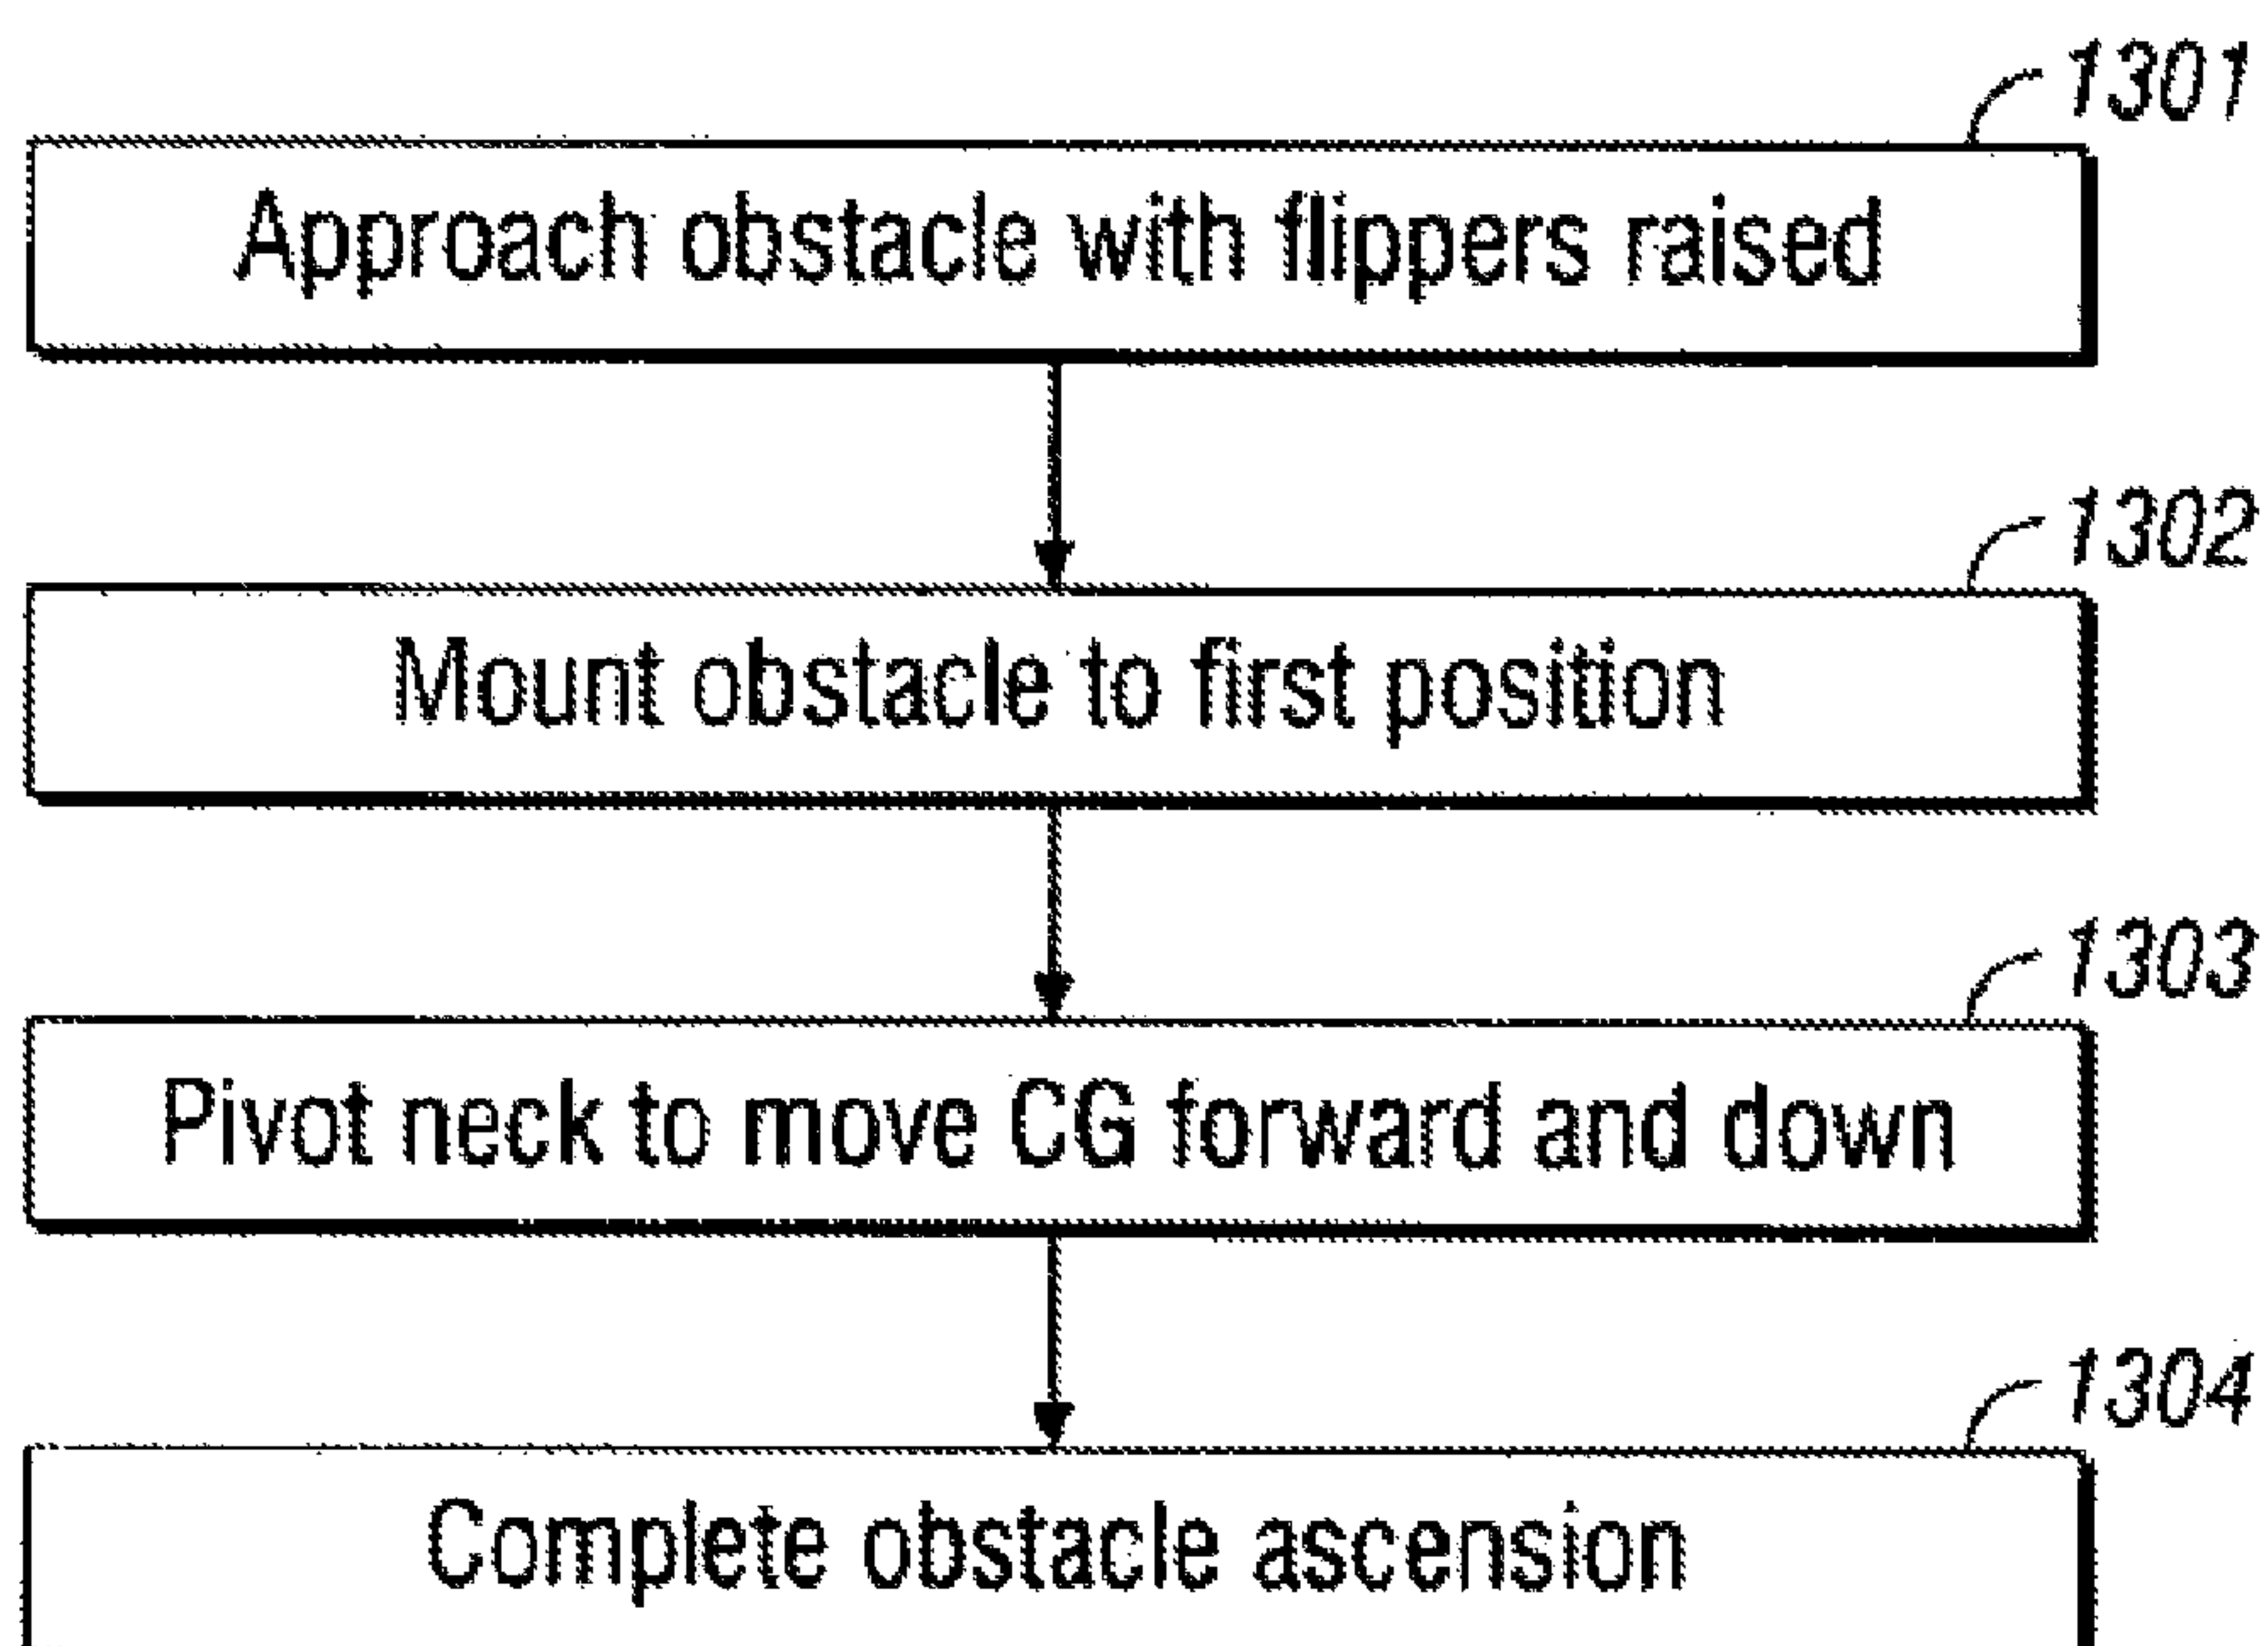 1301
Approach obstacle with flippers raised
1302
Mount obstacle to first position
1303
Pivot neck to move CG forward and down
1304
Complete obstacle ascension